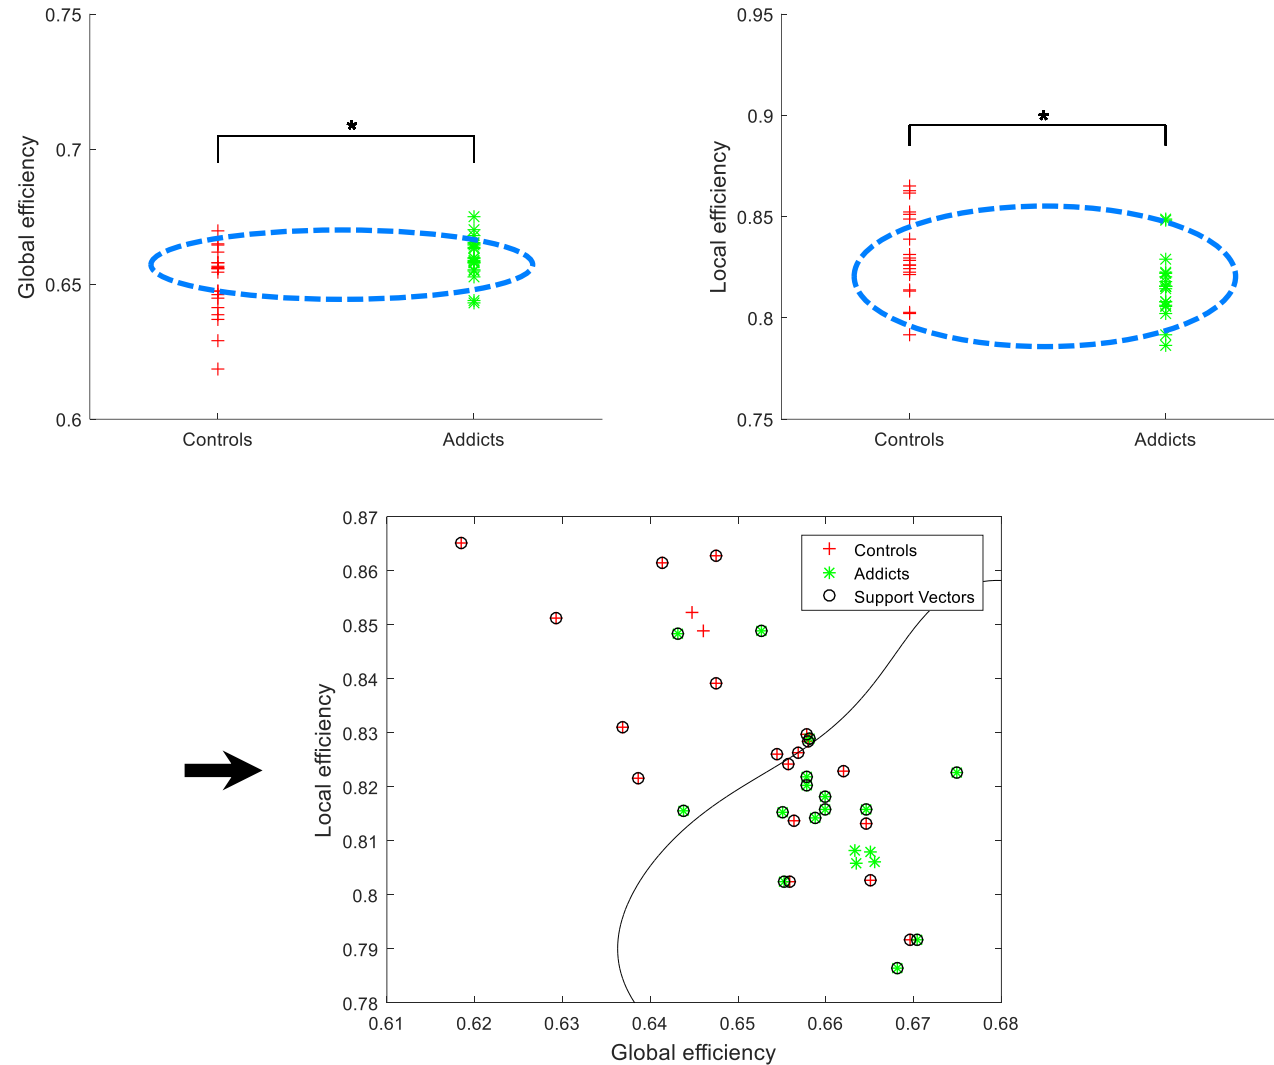 0.75
0.7
0.65
0.6
Global efficiency
*
Controls
Addicts
0.95
0.9
0.85
0.8
0.75
Local efficiency
*
Controls
Addicts
0.87
0.86
0.85
0.84
0.83
0.82
0.81
0.8
0.79
0.78
Local efficiency
Controls
Addicts
Support Vectors
0.61
0.62
0.63
0.64
0.65
0.66
0.67
0.68
Global efficiency